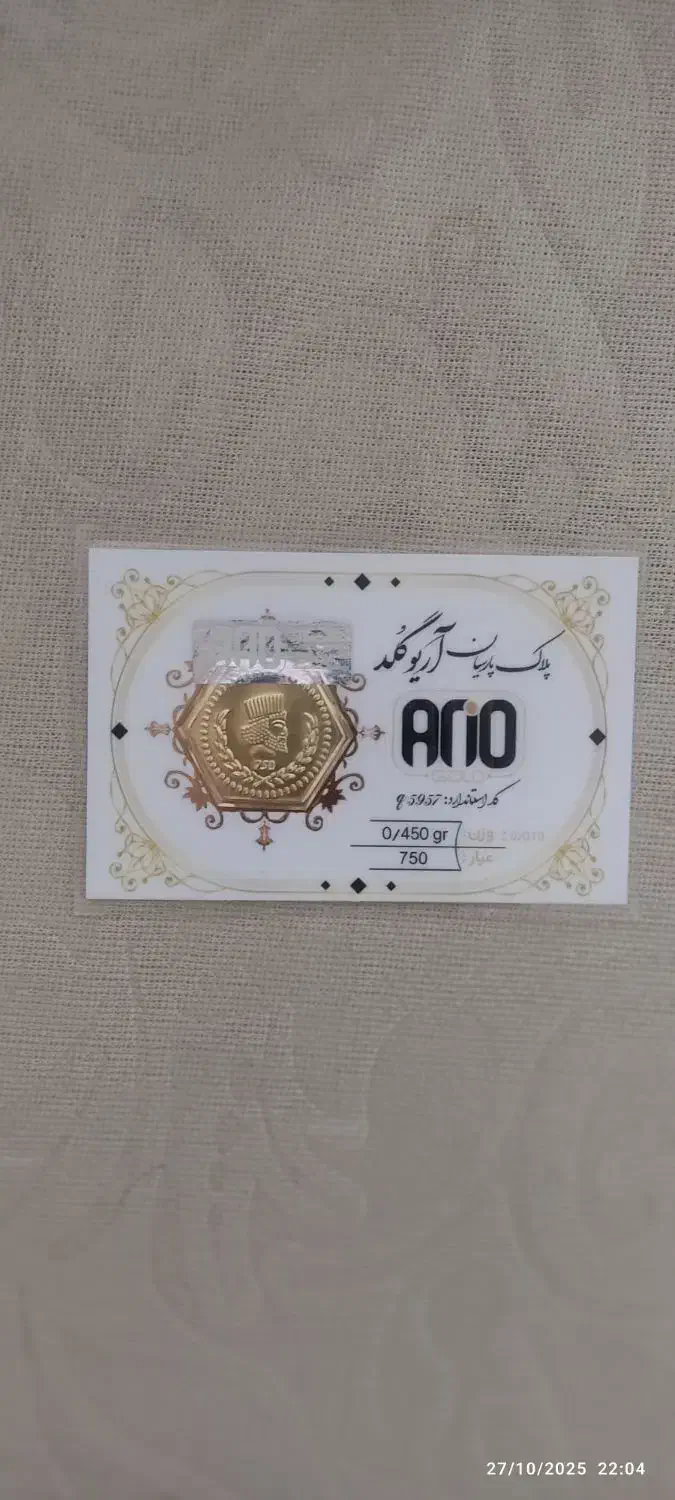 پلاک پارسیان آریو گلد
ARIO
GOLD
کد استاندارد: q5957
وزن: 0/450 gr
عیار: 750
750
27/10/2025 22:04